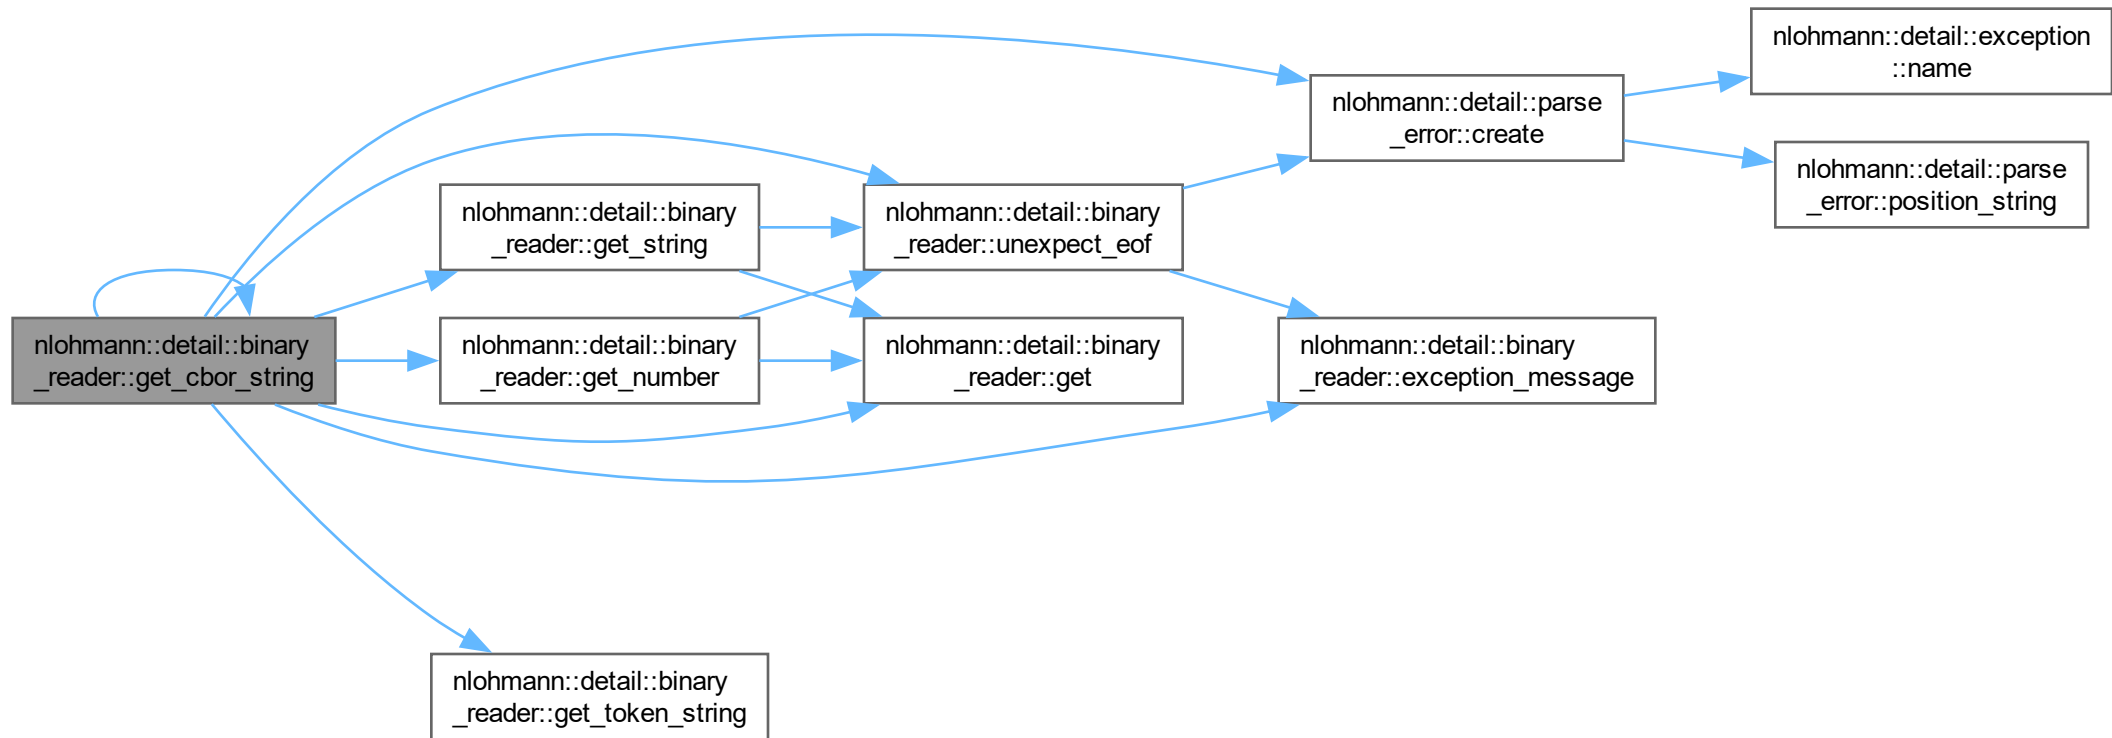 nlohmann::detail::exception
::name
nlohmann::detail::parse
_error::create
nlohmann::detail::parse
_error::position_string
nlohmann::detail::binary
_reader::get_string
nlohmann::detail::binary
_reader::unexpect_eof
nlohmann::detail::binary
_reader::get_cbor_string
nlohmann::detail::binary
_reader::get_number
nlohmann::detail::binary
_reader::get
nlohmann::detail::binary
_reader::exception_message
nlohmann::detail::binary
_reader::get_token_string